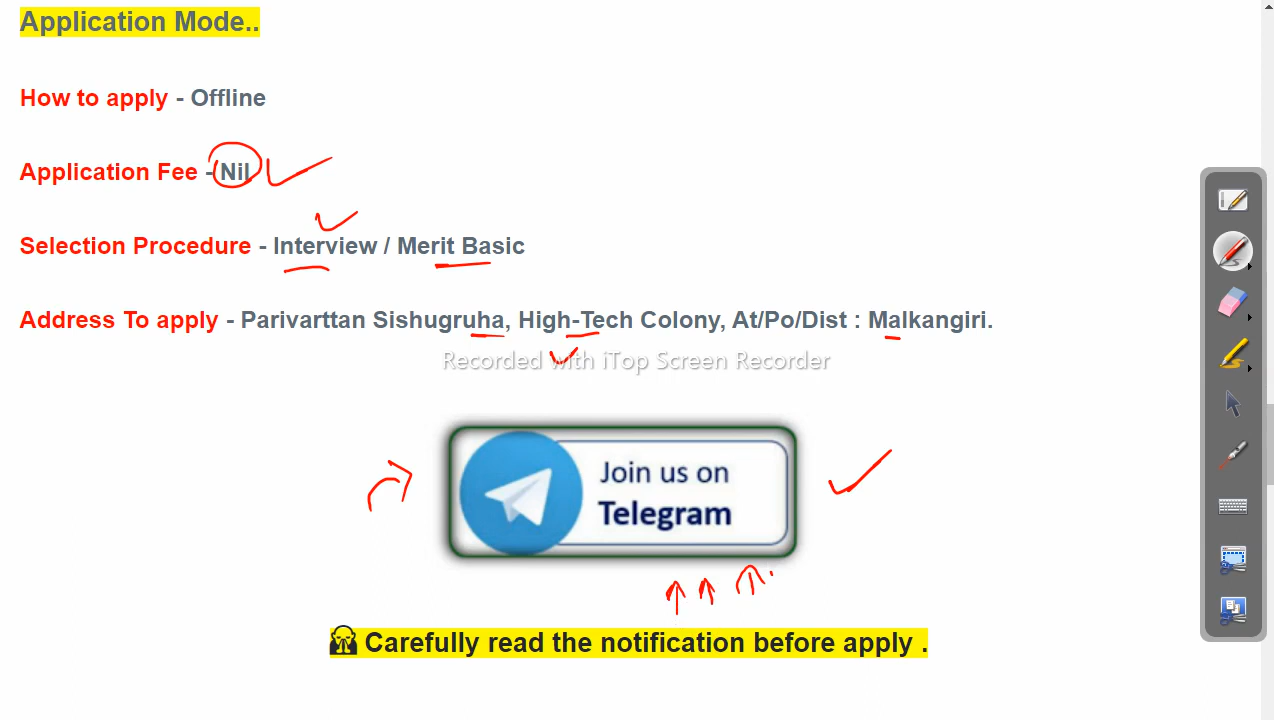 Application Mode..
How to apply - Offline
Application Fee - Nil
Selection Procedure - Interview / Merit Basic
Address To apply - Parivarttan Sishugruha, High-Tech Colony, At/Po/Dist : Malkangiri.
Recorded with iTop Screen Recorder
Join us on
Telegram
Carefully read the notification before apply .